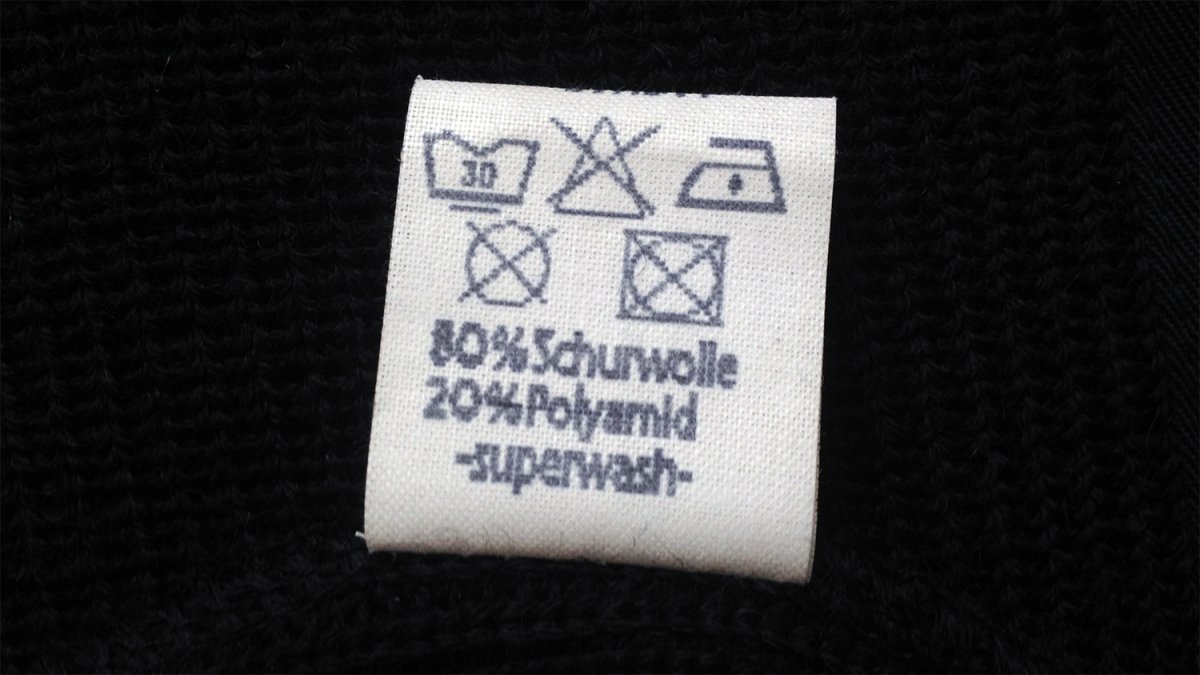 30
80% Schurwolle
20% Polyamid
-superwash-